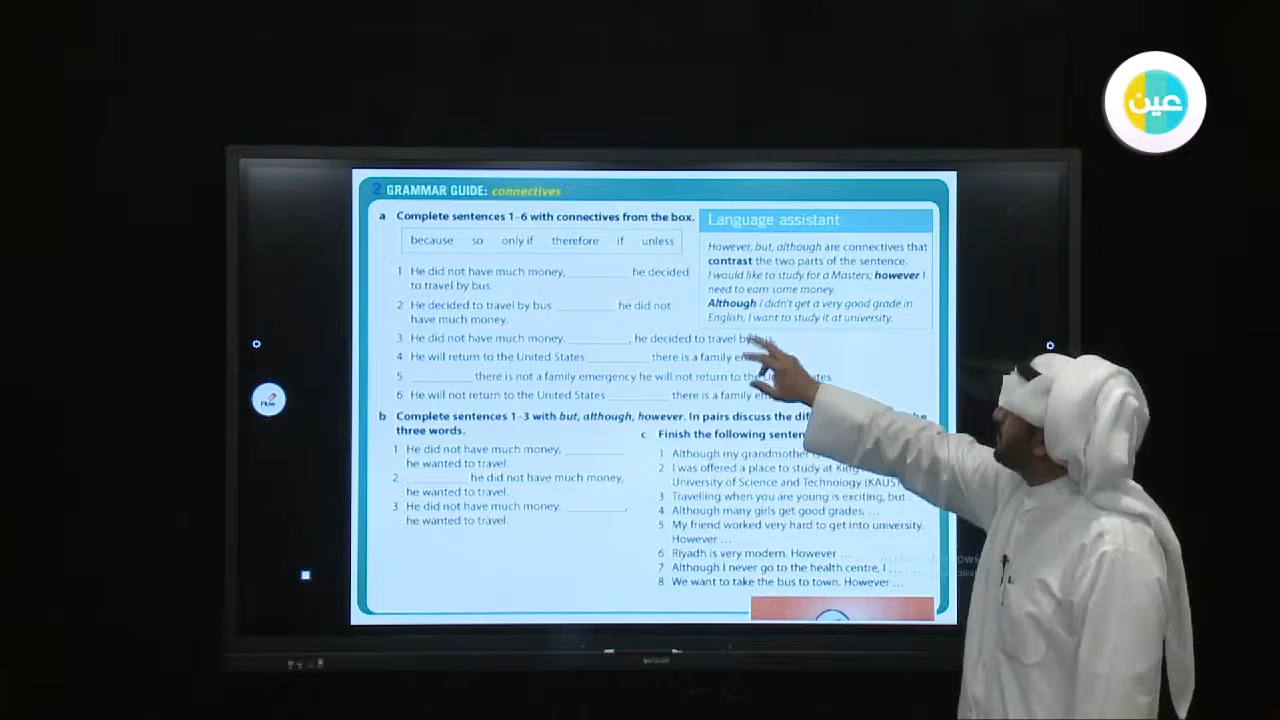 عين
2 GRAMMAR GUIDE: connectives
a Complete sentences 1–6 with connectives from the box.
because so only if therefore if unless
1 He did not have much money, ________ he decided
to travel by bus.
2 He decided to travel by bus ________ he did not
have much money.
3 He did not have much money. ________, he decided to travel by bus.
4 He will return to the United States ________ there is a family
5 ________ there is not a family emergency he will not return to the
6 He will not return to the United States ________ there is a family
Language assistant
However, but, although are connectives that
contrast the two parts of the sentence.
I would like to study for a Masters; however I
need to earn some money.
Although I didn't get a very good grade in
English, I want to study it at university.
b Complete sentences 1–3 with but, although, however. In pairs discuss the
three words.
1 He did not have much money, ________
he wanted to travel.
2 ________ he did not have much money,
he wanted to travel.
3 He did not have much money. ________,
he wanted to travel.
c Finish the following
1 Although my grandmother
2 I was offered a place to study at King
University of Science and Technology (KAUST
3 Travelling when you are young is exciting, but
4 Although many girls get good grades, ...
5 My friend worked very hard to get into university.
However ...
6 Riyadh is very modern. However ...
7 Although I never go to the health centre, I
8 We want to take the bus to town. However ...